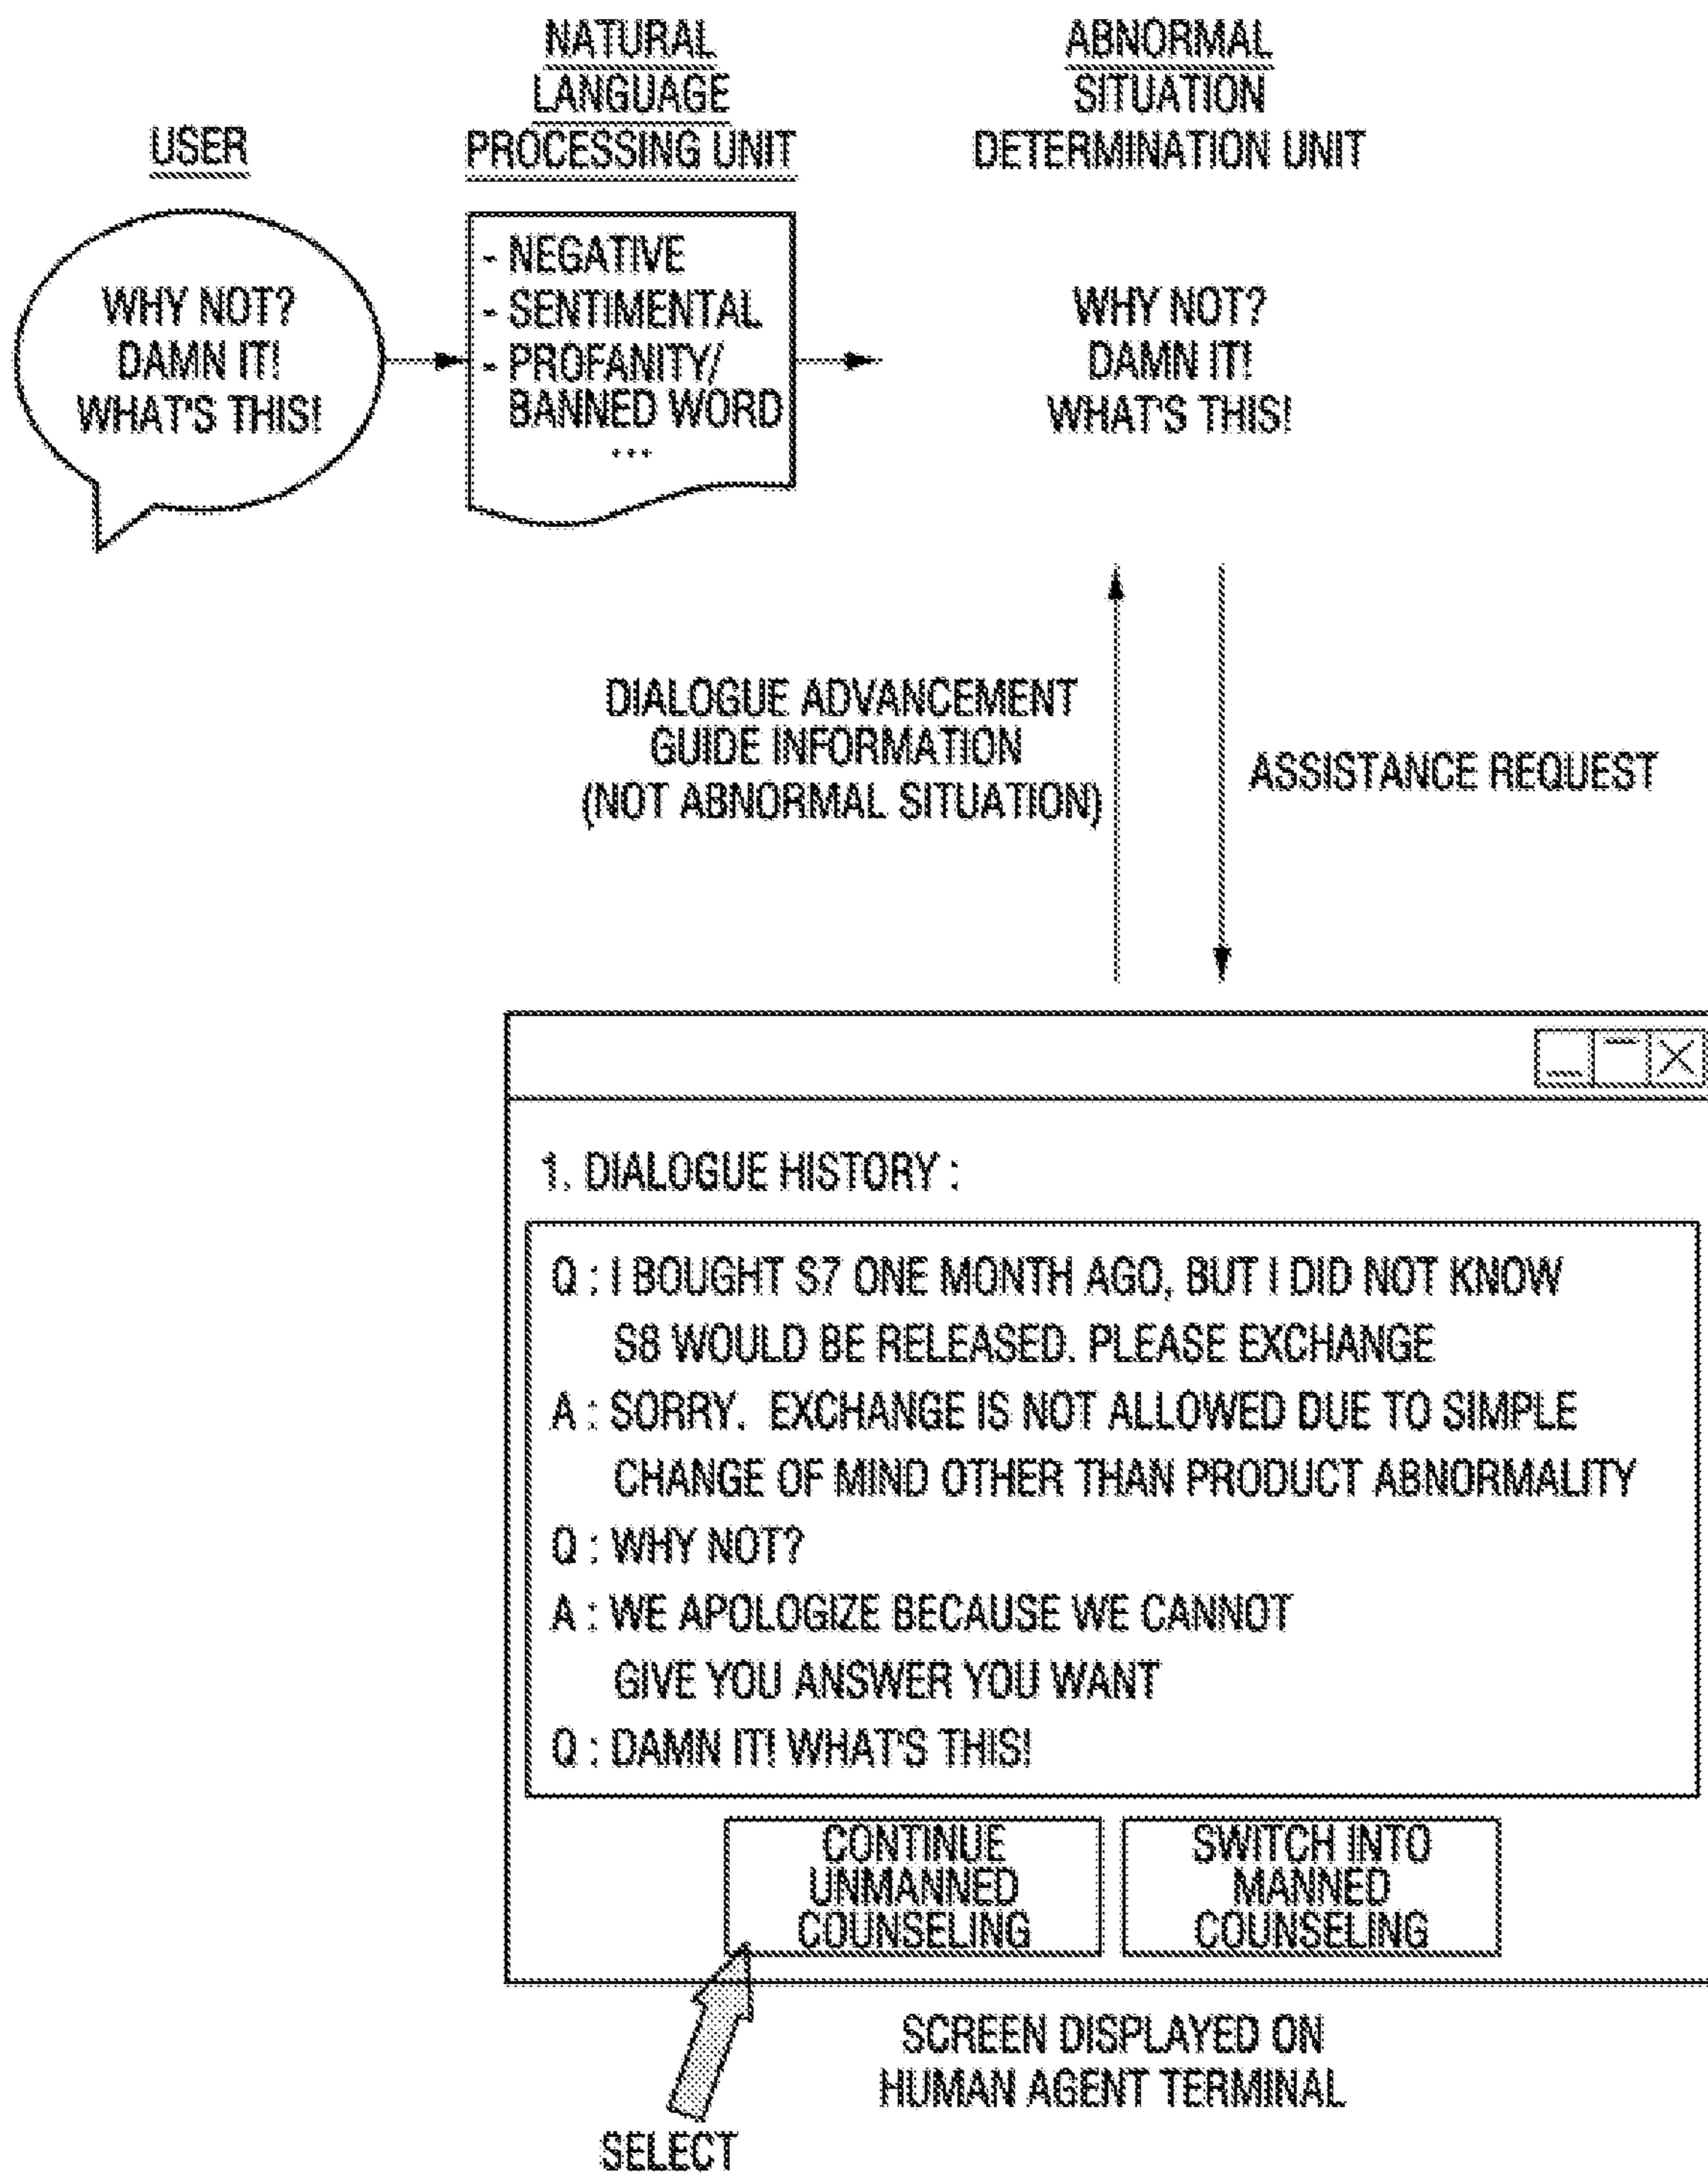 USER
NATURAL
LANGUAGE
PROCESSING UNIT
ABNORMAL
SITUATION
DETERMINATION UNIT
WHY NOT?
DAMN IT!
WHAT'S THIS!
- NEGATIVE
- SENTIMENTAL
- PROFANITY/
BANNED WORD
...
WHY NOT?
DAMN IT!
WHAT'S THIS!
DIALOGUE ADVANCEMENT
GUIDE INFORMATION
(NOT ABNORMAL SITUATION)
ASSISTANCE REQUEST
1. DIALOGUE HISTORY :
Q : I BOUGHT S7 ONE MONTH AGO, BUT I DID NOT KNOW
S8 WOULD BE RELEASED. PLEASE EXCHANGE
A : SORRY. EXCHANGE IS NOT ALLOWED DUE TO SIMPLE
CHANGE OF MIND OTHER THAN PRODUCT ABNORMALITY
Q : WHY NOT?
A : WE APOLOGIZE BECAUSE WE CANNOT
GIVE YOU ANSWER YOU WANT
Q : DAMN IT! WHAT'S THIS!
CONTINUE
UNMANNED
COUNSELING
SWITCH INTO
MANNED
COUNSELING
SCREEN DISPLAYED ON
HUMAN AGENT TERMINAL
SELECT